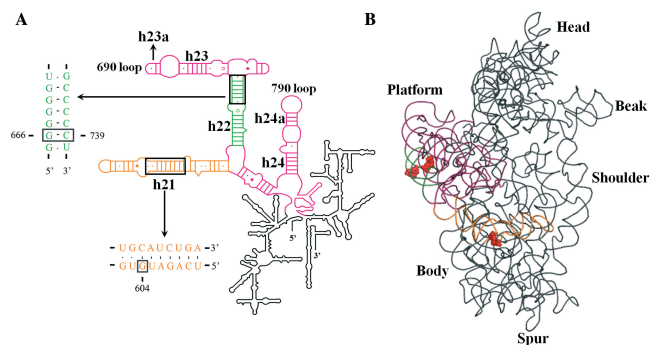 A
h23a
h23
690 loop
790 loop
h24a
h22
h24
h21
U · G
G - C
G - C
G - C
G - C
666 – G - C – 739
G · U
5' 3'
UGCAUCUGA –3'
GUGUAGACU –5'
604
5'
3'
B
Head
Platform
Beak
Shoulder
Body
Spur